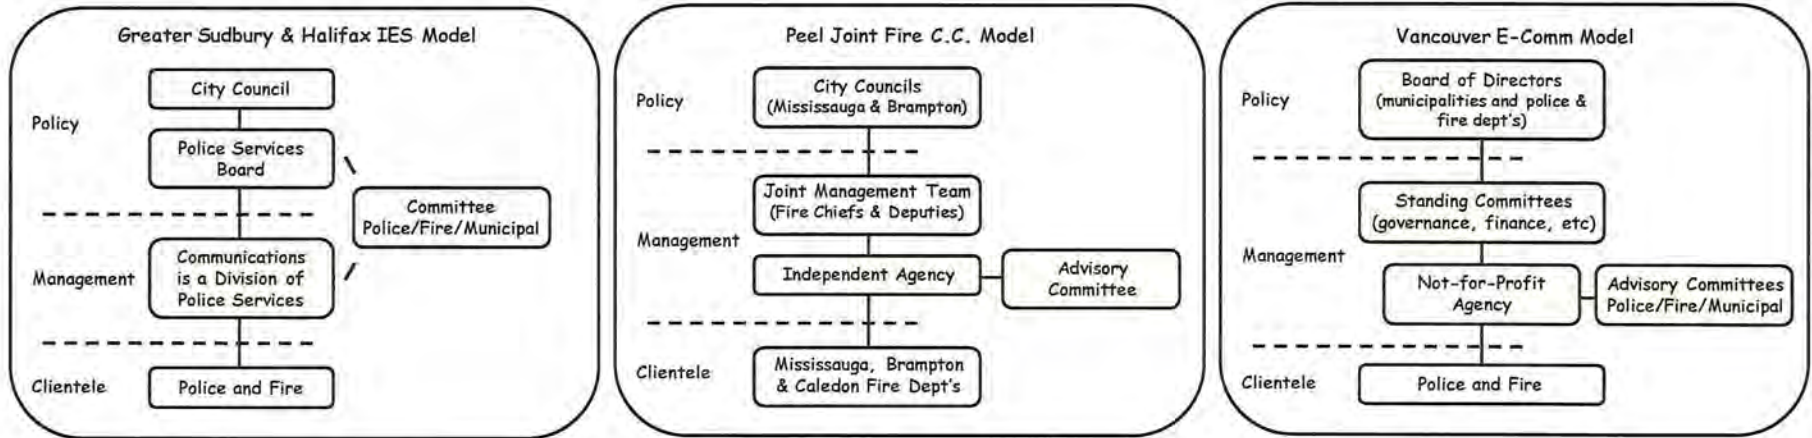 Greater Sudbury & Halifax IES Model
Policy
City Council
Police Services
Board
Committee
Police/Fire/Municipal
Management
Communications
is a Division of
Police Services
Clientele
Police and Fire
Peel Joint Fire C.C. Model
Policy
City Councils
(Mississauga & Brampton)
Management
Joint Management Team
(Fire Chiefs & Deputies)
Independent Agency
Advisory
Committee
Clientele
Mississauga, Brampton
& Caledon Fire Dept's
Vancouver E-Comm Model
Policy
Board of Directors
(municipalities and police &
fire dept's)
Management
Standing Committees
(governance, finance, etc)
Not-for-Profit
Agency
Advisory Committees
Police/Fire/Municipal
Clientele
Police and Fire